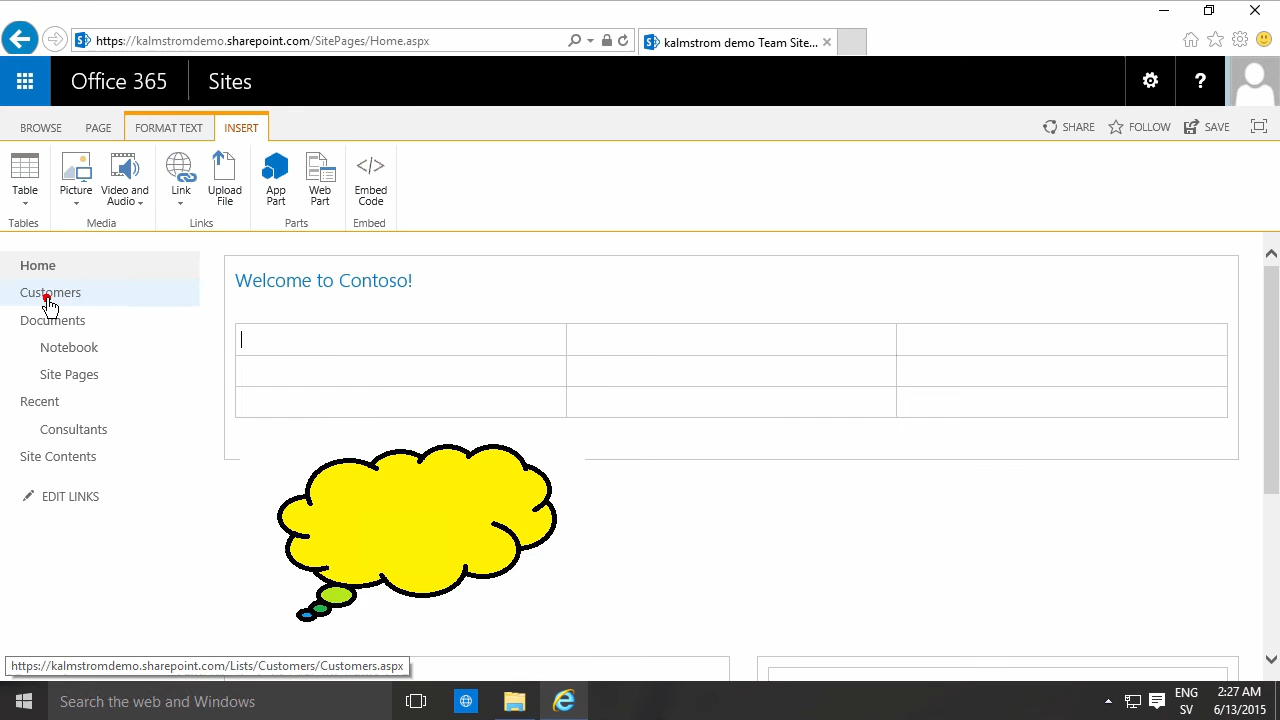 https://kalmstromdemo.sharepoint.com/SitePages/Home.aspx
kalmstrom demo Team Site...
Office 365
Sites
BROWSE
PAGE
FORMAT TEXT
INSERT
SHARE
FOLLOW
SAVE
Table
Picture
Video and Audio
Link
Upload File
App Part
Web Part
Embed Code
Tables
Media
Links
Parts
Embed
Home
Customers
Documents
Notebook
Site Pages
Recent
Consultants
Site Contents
EDIT LINKS
Welcome to Contoso!
https://kalmstromdemo.sharepoint.com/Lists/Customers/Customers.aspx
Search the web and Windows
ENG
SV
2:27 AM
6/13/2015